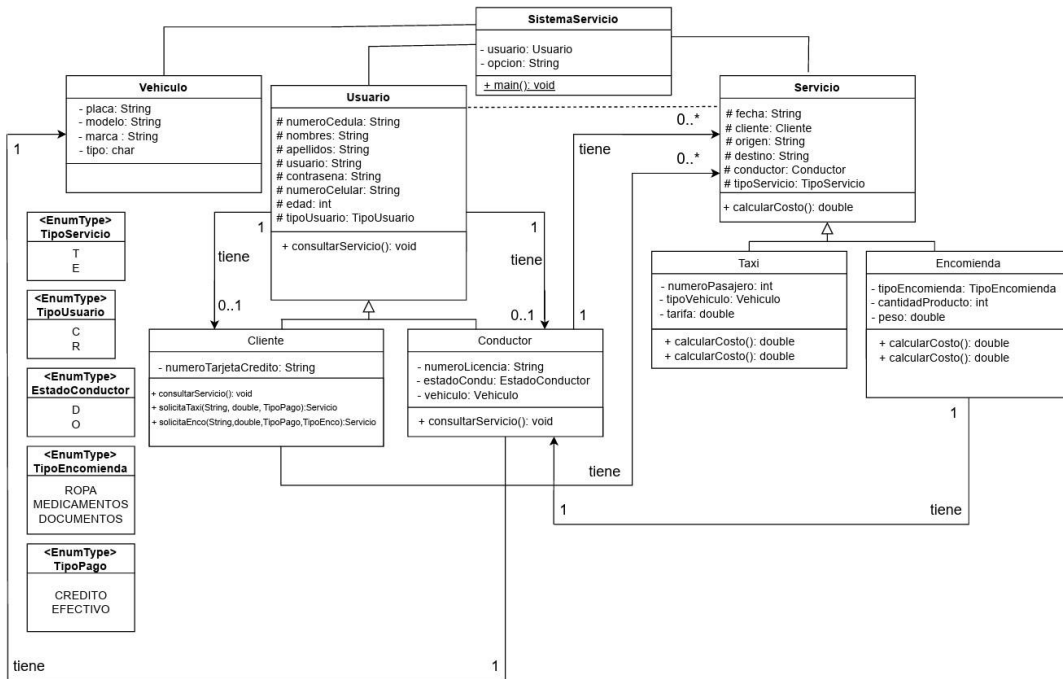 SistemaServicio
- usuario: Usuario
- opcion: String
+ main(): void
Vehiculo
- placa: String
- modelo: String
- marca : String
- tipo: char
Usuario
# numeroCedula: String
# nombres: String
# apellidos: String
# usuario: String
# contrasena: String
# numeroCelular: String
# edad: int
# tipoUsuario: TipoUsuario
+ consultarServicio(): void
Servicio
# fecha: String
# cliente: Cliente
# origen: String
# destino: String
# conductor: Conductor
# tipoServicio: TipoServicio
+ calcularCosto(): double
1
0..*
tiene
0..*
<EnumType>
TipoServicio
T
E
1
tiene
0..1
1
tiene
0..1
1
Taxi
- numeroPasajero: int
- tipoVehiculo: Vehiculo
- tarifa: double
+ calcularCosto(): double
+ calcularCosto(): double
Encomienda
- tipoEncomienda: TipoEncomienda
- cantidadProducto: int
- peso: double
+ calcularCosto(): double
+ calcularCosto(): double
<EnumType>
TipoUsuario
C
R
Cliente
- numeroTarjetaCredito: String
+ consultarServicio(): void
+ solicitaTaxi(String, double, TipoPago):Servicio
+ solicitaEnco(String,double,TipoPago,TipoEnco):Servicio
Conductor
- numeroLicencia: String
- estadoCondu: EstadoConductor
- vehiculo: Vehiculo
+ consultarServicio(): void
<EnumType>
EstadoConductor
D
O
1
<EnumType>
TipoEncomienda
ROPA
MEDICAMENTOS
DOCUMENTOS
tiene
1
tiene
<EnumType>
TipoPago
CREDITO
EFECTIVO
tiene
1